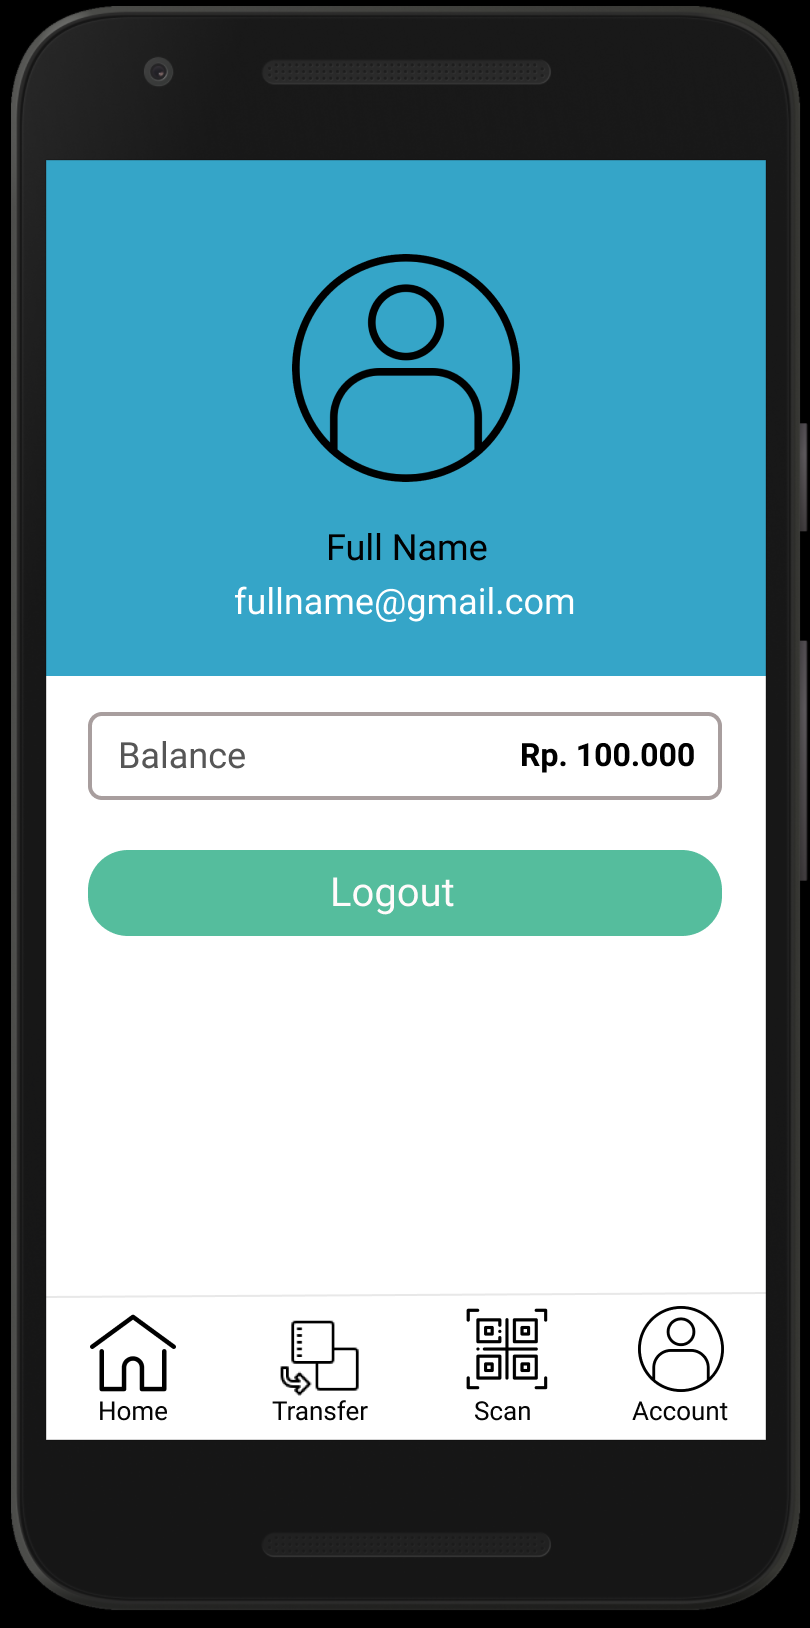 Full Name
fullname@gmail.com
Balance Rp. 100.000
Logout
Home Transfer Scan Account